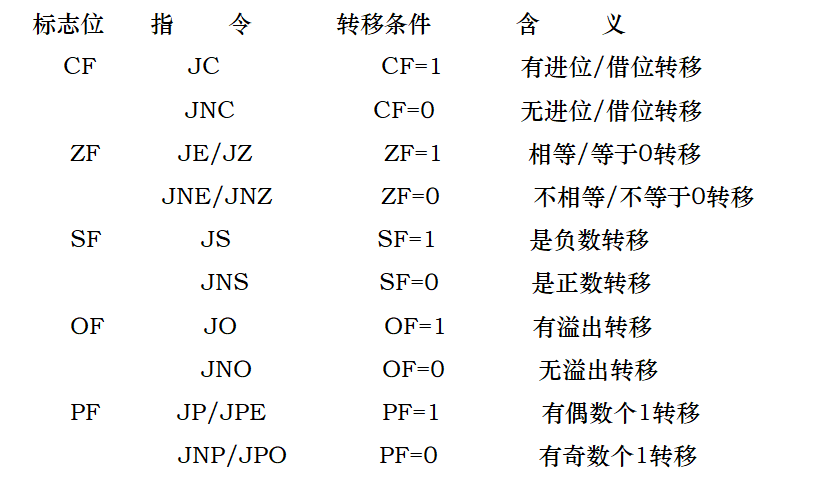 标志位 指 令 转移条件 含 义
CF JC CF=1 有进位/借位转移
JNC CF=0 无进位/借位转移
ZF JE/JZ ZF=1 相等/等于0转移
JNE/JNZ ZF=0 不相等/不等于0转移
SF JS SF=1 是负数转移
JNS SF=0 是正数转移
OF JO OF=1 有溢出转移
JNO OF=0 无溢出转移
PF JP/JPE PF=1 有偶数个1转移
JNP/JPO PF=0 有奇数个1转移